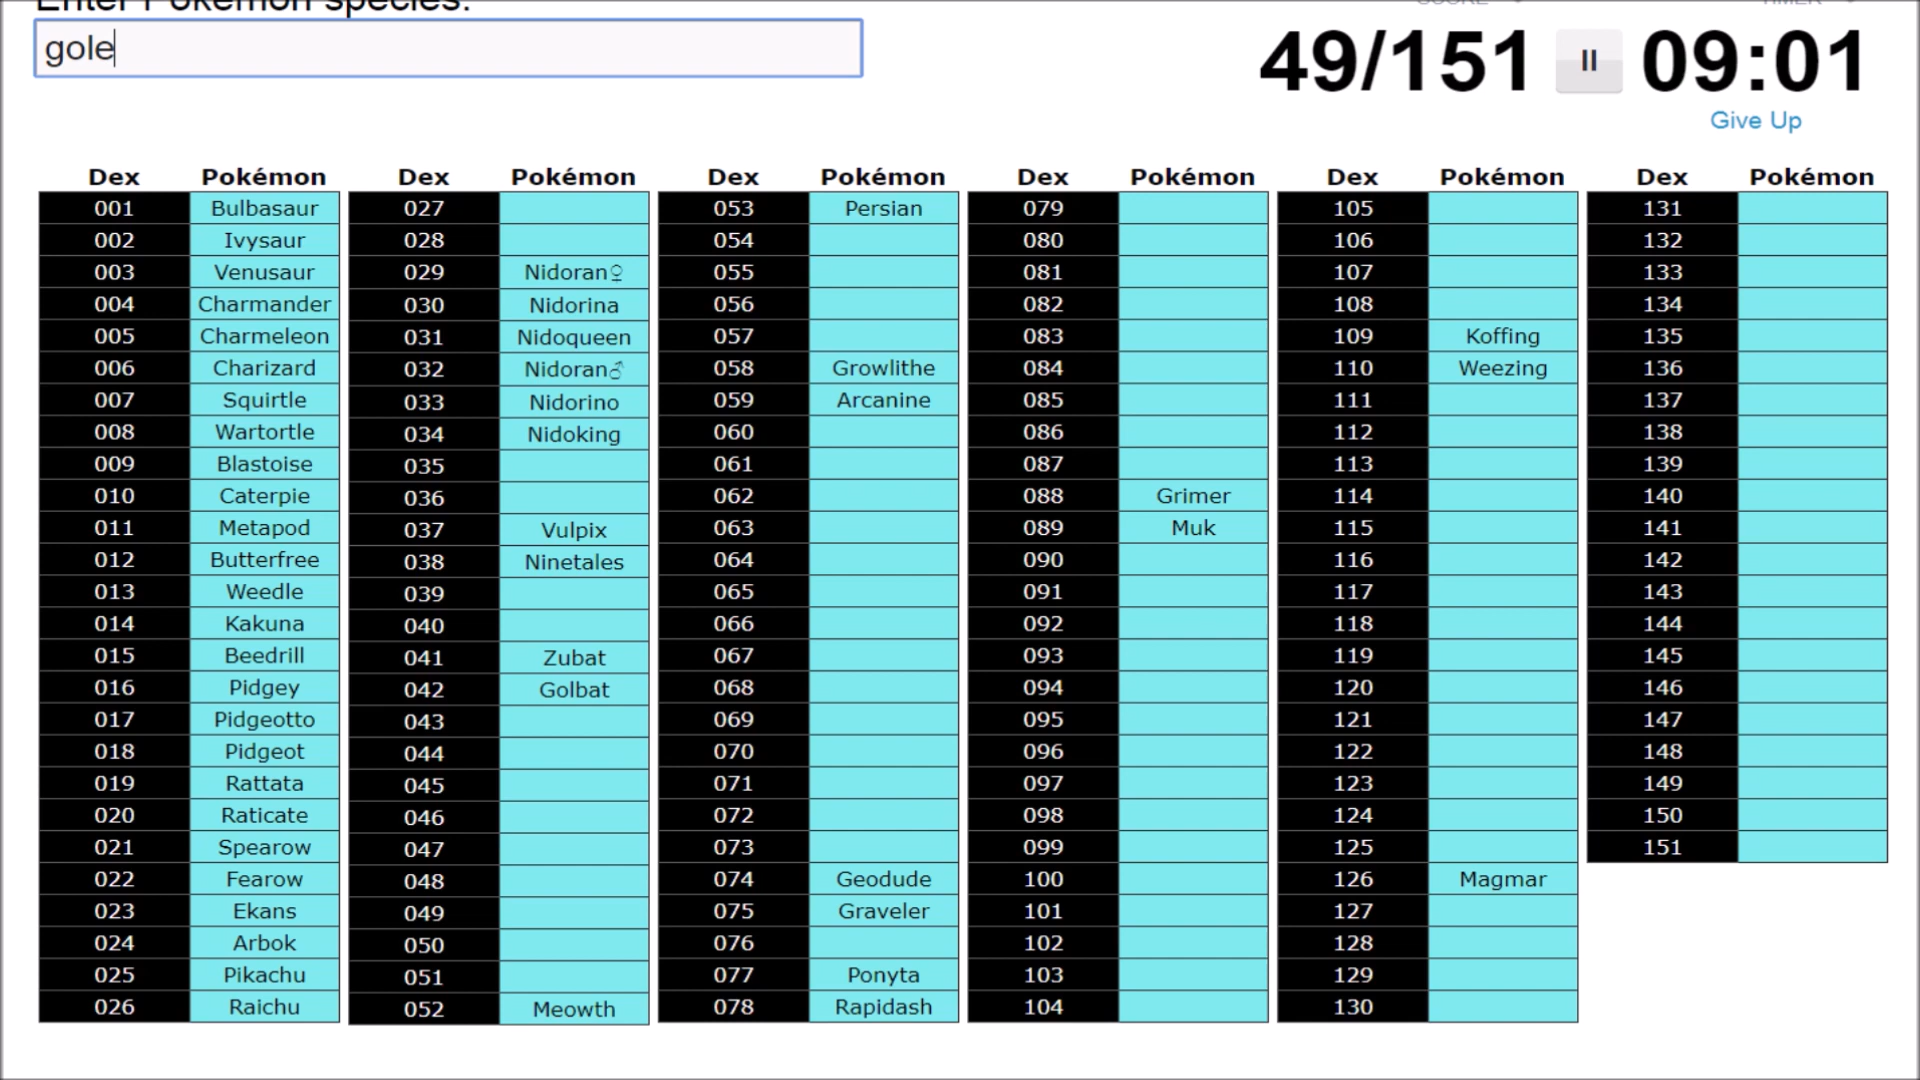 Enter Pokémon species:
SCORE
TIMER
gole
49/151
09:01
Give Up
Dex Pokémon Dex Pokémon Dex Pokémon Dex Pokémon Dex Pokémon Dex Pokémon
001 Bulbasaur 027 053 Persian 079 105 131
002 Ivysaur 028 054 080 106 132
003 Venusaur 029 Nidoran♀ 055 081 107 133
004 Charmander 030 Nidorina 056 082 108 134
005 Charmeleon 031 Nidoqueen 057 083 109 Koffing 135
006 Charizard 032 Nidoran♂ 058 Growlithe 084 110 Weezing 136
007 Squirtle 033 Nidorino 059 Arcanine 085 111 137
008 Wartortle 034 Nidoking 060 086 112 138
009 Blastoise 035 061 087 113 139
010 Caterpie 036 062 088 Grimer 114 140
011 Metapod 037 Vulpix 063 089 Muk 115 141
012 Butterfree 038 Ninetales 064 090 116 142
013 Weedle 039 065 091 117 143
014 Kakuna 040 066 092 118 144
015 Beedrill 041 Zubat 067 093 119 145
016 Pidgey 042 Golbat 068 094 120 146
017 Pidgeotto 043 069 095 121 147
018 Pidgeot 044 070 096 122 148
019 Rattata 045 071 097 123 149
020 Raticate 046 072 098 124 150
021 Spearow 047 073 099 125 151
022 Fearow 048 074 Geodude 100 126 Magmar
023 Ekans 049 075 Graveler 101 127
024 Arbok 050 076 102 128
025 Pikachu 051 077 Ponyta 103 129
026 Raichu 052 Meowth 078 Rapidash 104 130